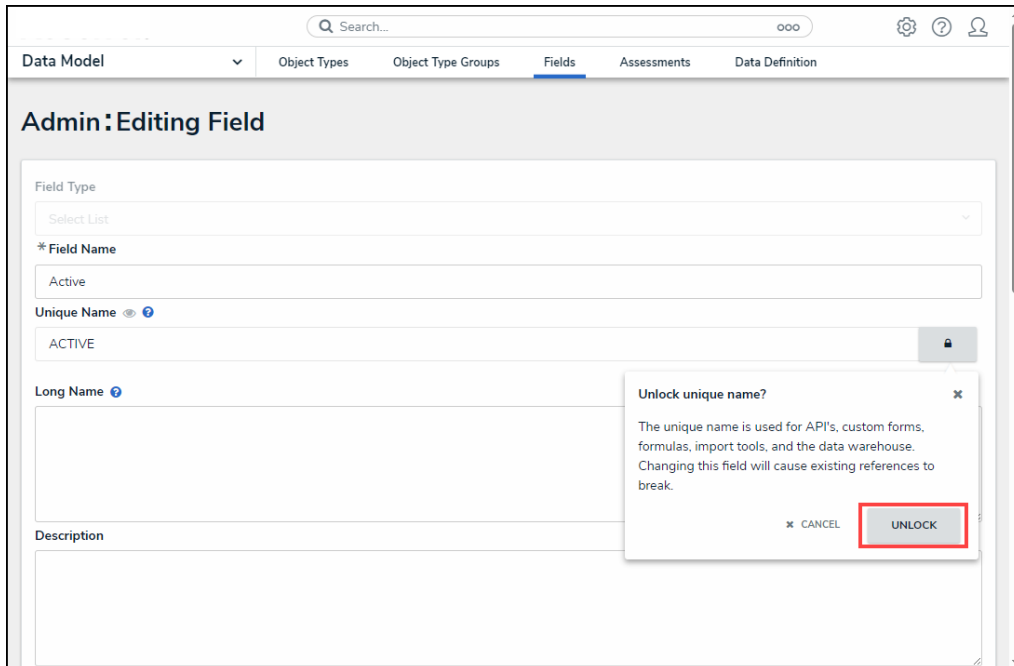 Search...
Data Model
Object Types
Object Type Groups
Fields
Assessments
Data Definition
Admin:Editing Field
Field Type
Select List
*Field Name
Active
Unique Name
ACTIVE
Long Name
Unlock unique name?
The unique name is used for API's, custom forms,
formulas, import tools, and the data warehouse.
Changing this field will cause existing references to
break.
CANCEL
UNLOCK
Description